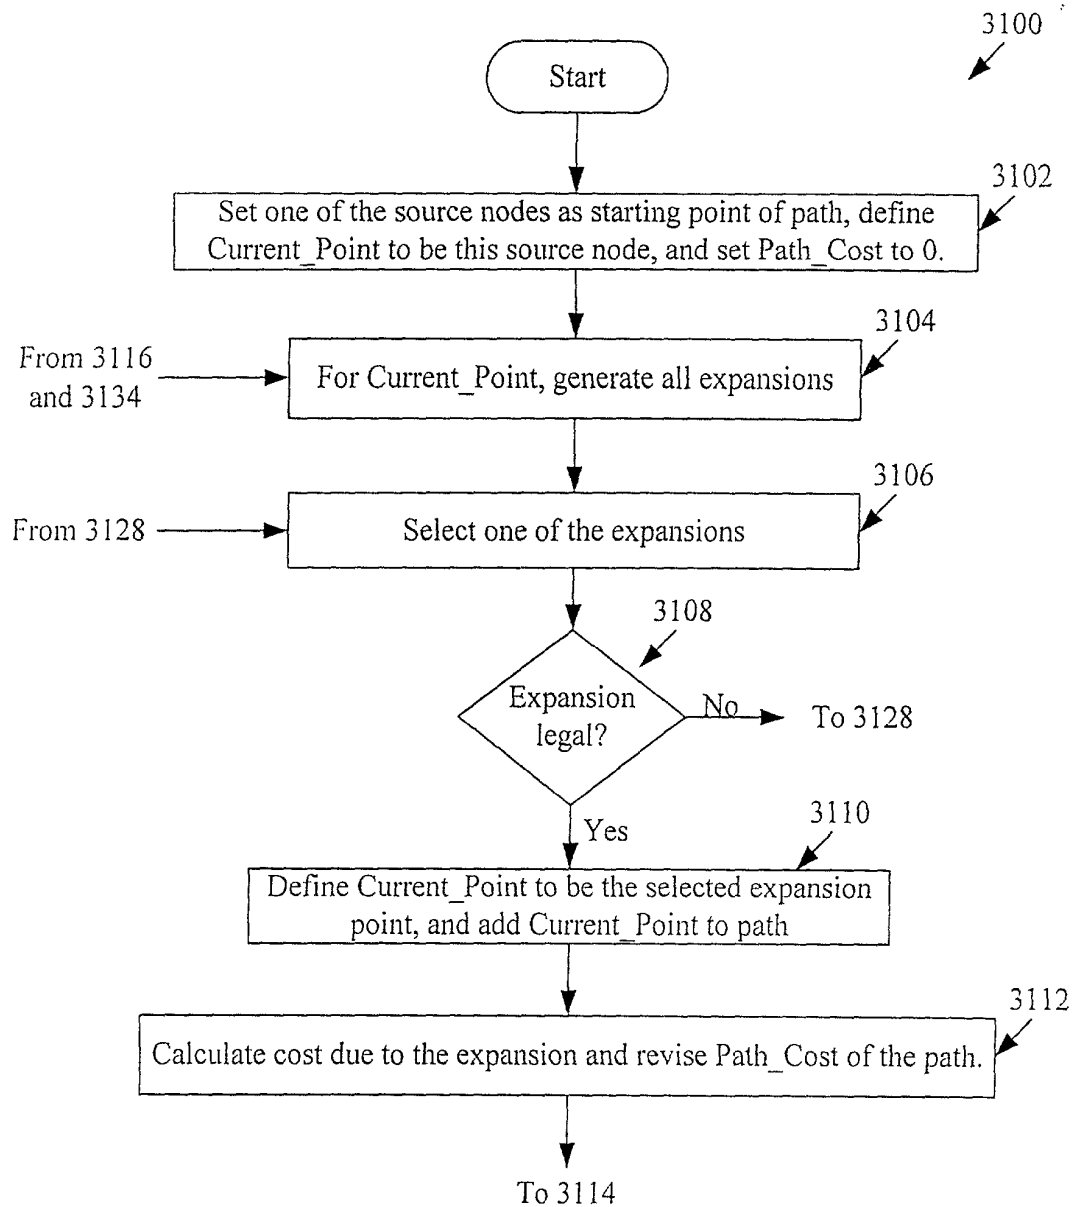 3100
Start
3102
Set one of the source nodes as starting point of path, define
Current_Point to be this source node, and set Path_Cost to 0.
3104
From 3116
and 3134
For Current_Point, generate all expansions
3106
From 3128
Select one of the expansions
3108
Expansion
legal?
No
To 3128
Yes
3110
Define Current_Point to be the selected expansion
point, and add Current_Point to path
3112
Calculate cost due to the expansion and revise Path_Cost of the path.
To 3114